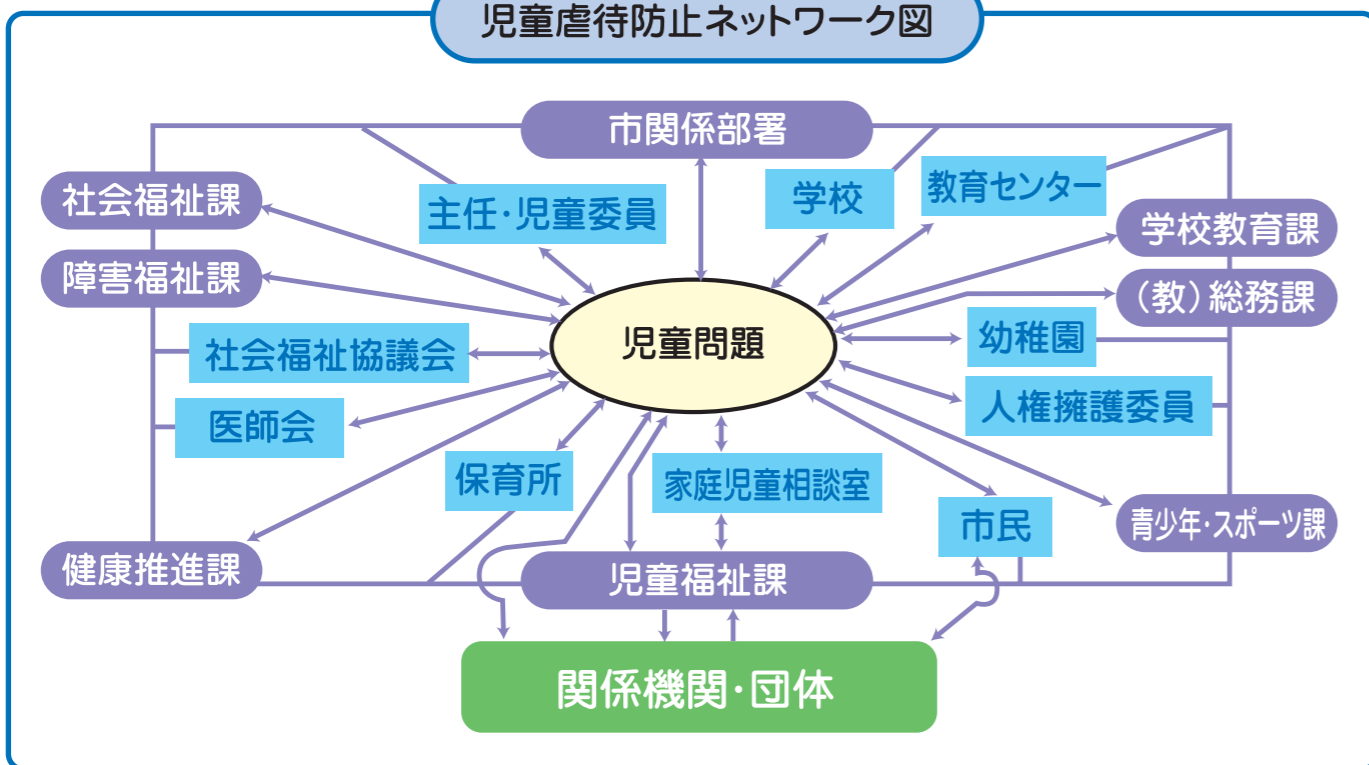 児童虐待防止ネットワーク図
市関係部署
社会福祉課
主任・児童委員
学校
教育センター
学校教育課
障害福祉課
（教）総務課
児童問題
社会福祉協議会
幼稚園
医師会
人権擁護委員
保育所
家庭児童相談室
市民
青少年・スポーツ課
健康推進課
児童福祉課
関係機関・団体